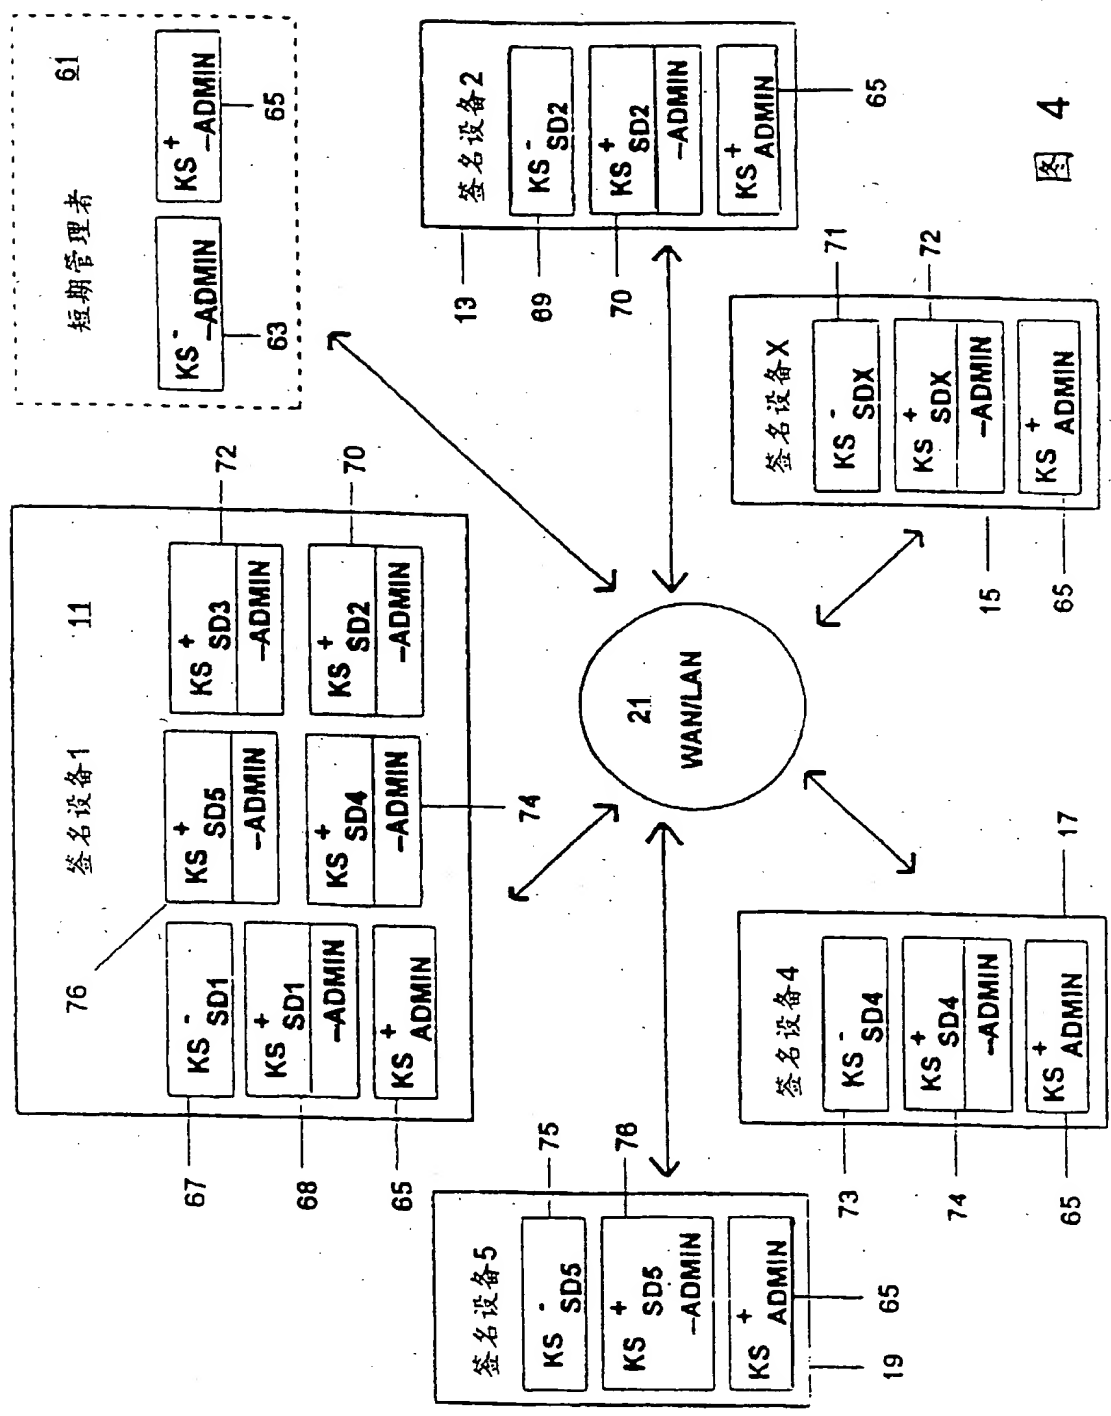 签名设备1
11
KS⁻ SD1
KS⁺ SD1
–ADMIN
KS⁺ ADMIN
KS⁺ SD5
–ADMIN
KS⁺ SD4
–ADMIN
KS⁺ SD3
–ADMIN
KS⁺ SD2
–ADMIN
76
67
68
65
74
72
70
短期管理者
61
KS⁻ –ADMIN
KS⁺ –ADMIN
63
65
签名设备5
KS⁻ SD5
KS⁺ SD5
–ADMIN
KS⁺ ADMIN
75
76
65
19
21
WAN/LAN
签名设备2
KS⁻ SD2
KS⁺ SD2
–ADMIN
KS⁺ ADMIN
13
69
70
65
签名设备4
KS⁻ SD4
KS⁺ SD4
–ADMIN
KS⁺ ADMIN
73
74
65
17
签名设备X
KS⁻ SDX
KS⁺ SDX
–ADMIN
KS⁺ ADMIN
71
72
15
65
图 4